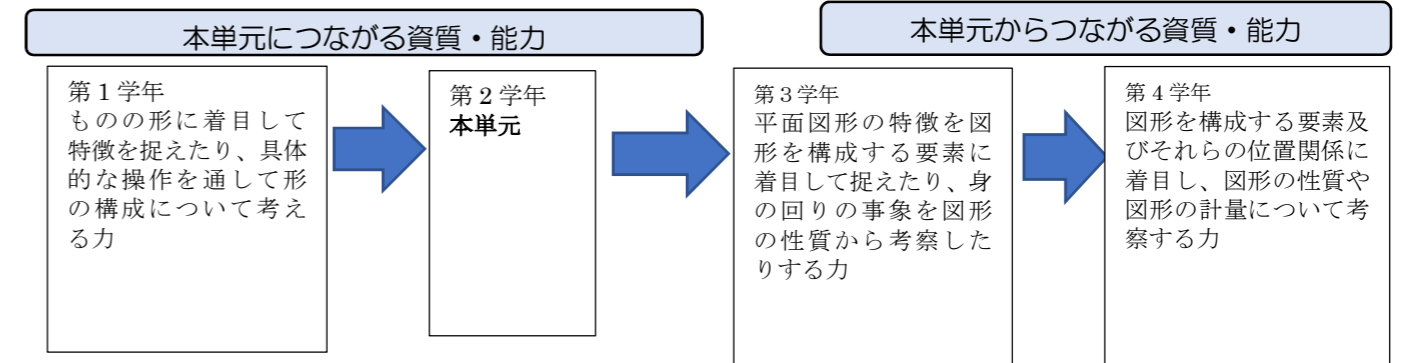 本単元につながる資質・能力
本単元からつながる資質・能力
第1学年
ものの形に着目して
特徴を捉えたり、具体
的な操作を通して形
の構成について考え
る力
第2学年
本単元
第3学年
平面図形の特徴を図
形を構成する要素に
着目して捉えたり、身
の回りの事象を図形
の性質から考察した
りする力
第4学年
図形を構成する要素及
びそれらの位置関係に
着目し、図形の性質や
図形の計量について考
察する力